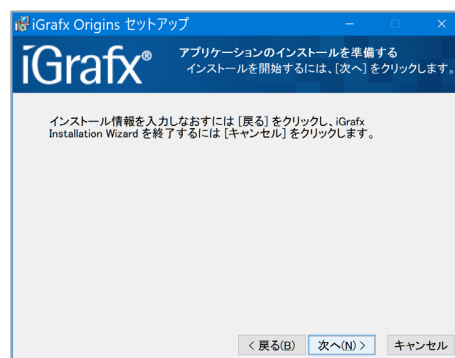 iGrafx Origins セットアップ
iGrafx®
アプリケーションのインストールを準備する
インストールを開始するには、[次へ] をクリックします。
インストール情報を入力しなおすには [戻る] をクリックし、iGrafx
Installation Wizard を終了するには [キャンセル] をクリックします。
< 戻る(B)
次へ(N) >
キャンセル